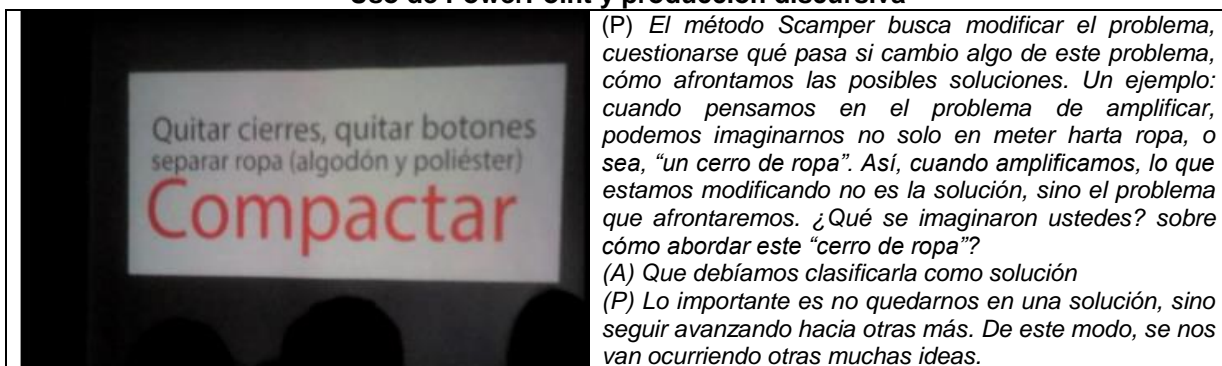 Uso de PowerPoint y producción discursiva
Quitar cierres, quitar botones
separar ropa (algodón y poliéster)
Compactar
(P) El método Scamper busca modificar el problema,
cuestionarse qué pasa si cambio algo de este problema,
cómo afrontamos las posibles soluciones. Un ejemplo:
cuando pensamos en el problema de amplificar,
podemos imaginarnos no solo en meter harta ropa, o
sea, “un cerro de ropa”. Así, cuando amplificamos, lo que
estamos modificando no es la solución, sino el problema
que afrontaremos. ¿Qué se imaginaron ustedes? sobre
cómo abordar este “cerro de ropa”?
(A) Que debíamos clasificarla como solución
(P) Lo importante es no quedarnos en una solución, sino
seguir avanzando hacia otras más. De este modo, se nos
van ocurriendo otras muchas ideas.